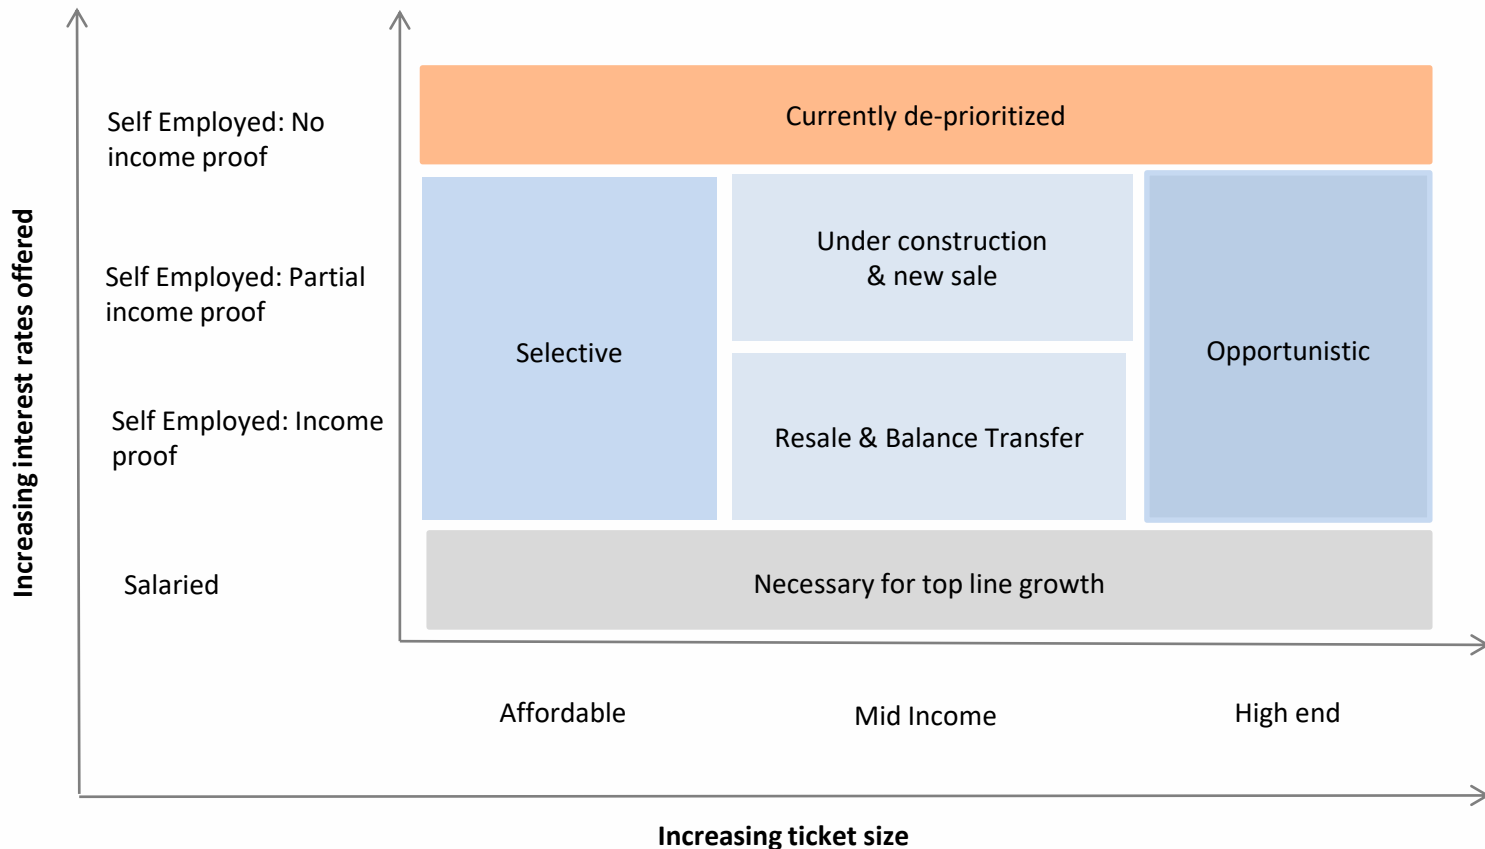 Increasing interest rates offered
Self Employed: No
income proof
Currently de-prioritized
Self Employed: Partial
income proof
Under construction
& new sale
Selective
Opportunistic
Self Employed: Income
proof
Resale & Balance Transfer
Salaried
Necessary for top line growth
Affordable
Mid Income
High end
Increasing ticket size